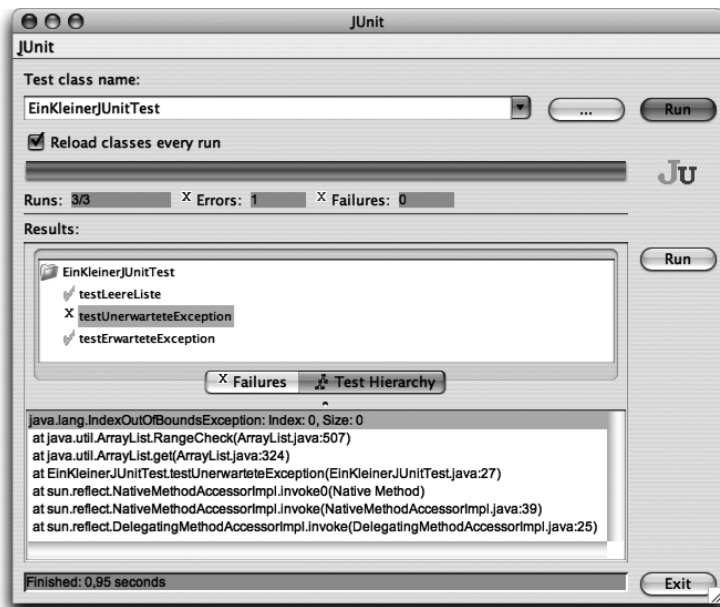 JUnit
JUnit
Test class name:
EinKleinerJUnitTest
...
Run
Reload classes every run
JU
Runs: 3/3 X Errors: 1 X Failures: 0
Results:
EinKleinerJUnitTest
testLeereListe
X testUnerwarteteException
testErwarteteException
Run
X Failures
Test Hierarchy
java.lang.IndexOutOfBoundsException: Index: 0, Size: 0
at java.util.ArrayList.RangeCheck(ArrayList.java:507)
at java.util.ArrayList.get(ArrayList.java:324)
at EinKleinerJUnitTest.testUnerwarteteException(EinKleinerJUnitTest.java:27)
at sun.reflect.NativeMethodAccessorImpl.invoke0(Native Method)
at sun.reflect.NativeMethodAccessorImpl.invoke(NativeMethodAccessorImpl.java:39)
at sun.reflect.DelegatingMethodAccessorImpl.invoke(DelegatingMethodAccessorImpl.java:25)
Finished: 0,95 seconds
Exit